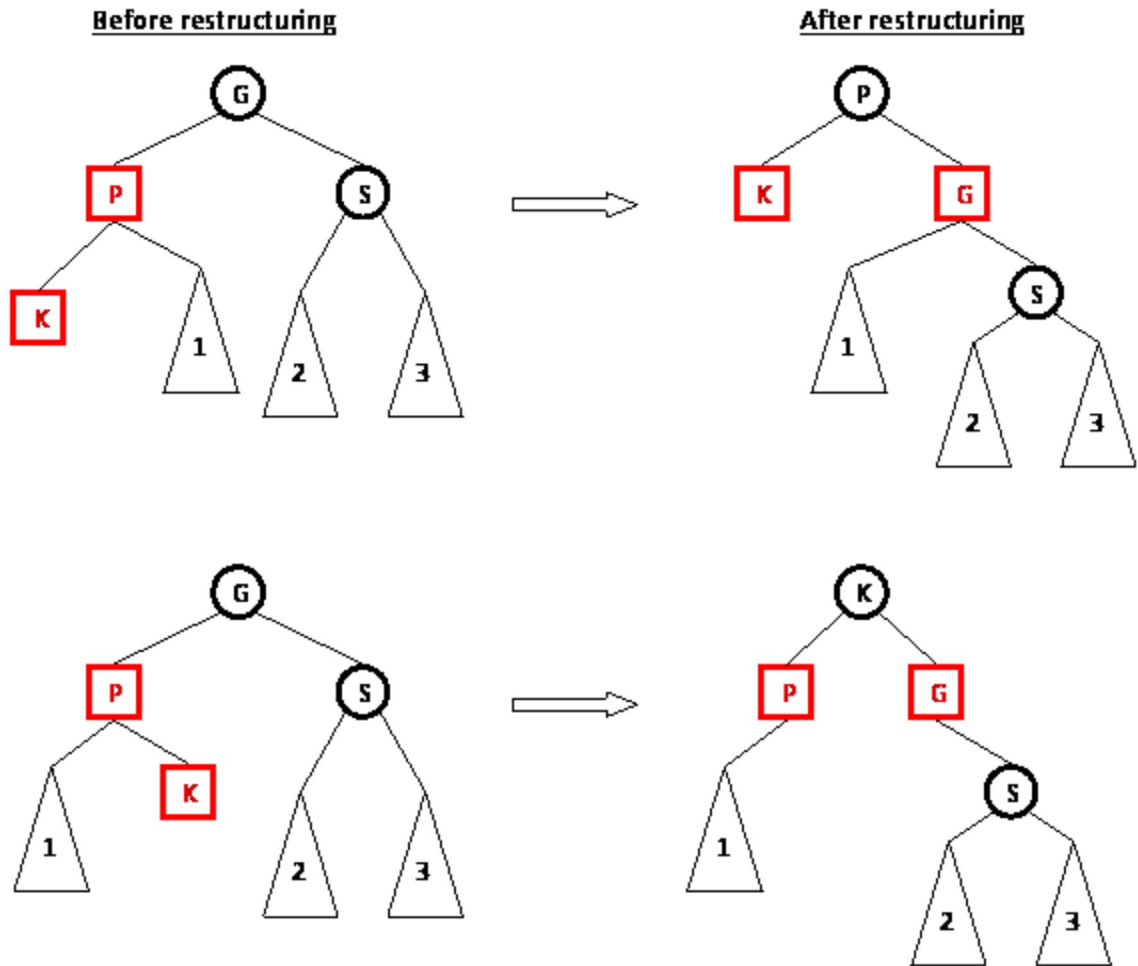 Before restructuring After restructuring
G P
P S K G
K 1 2 3 1 S
2 3
G K
P S P G
1 K 2 3 1 S
2 3